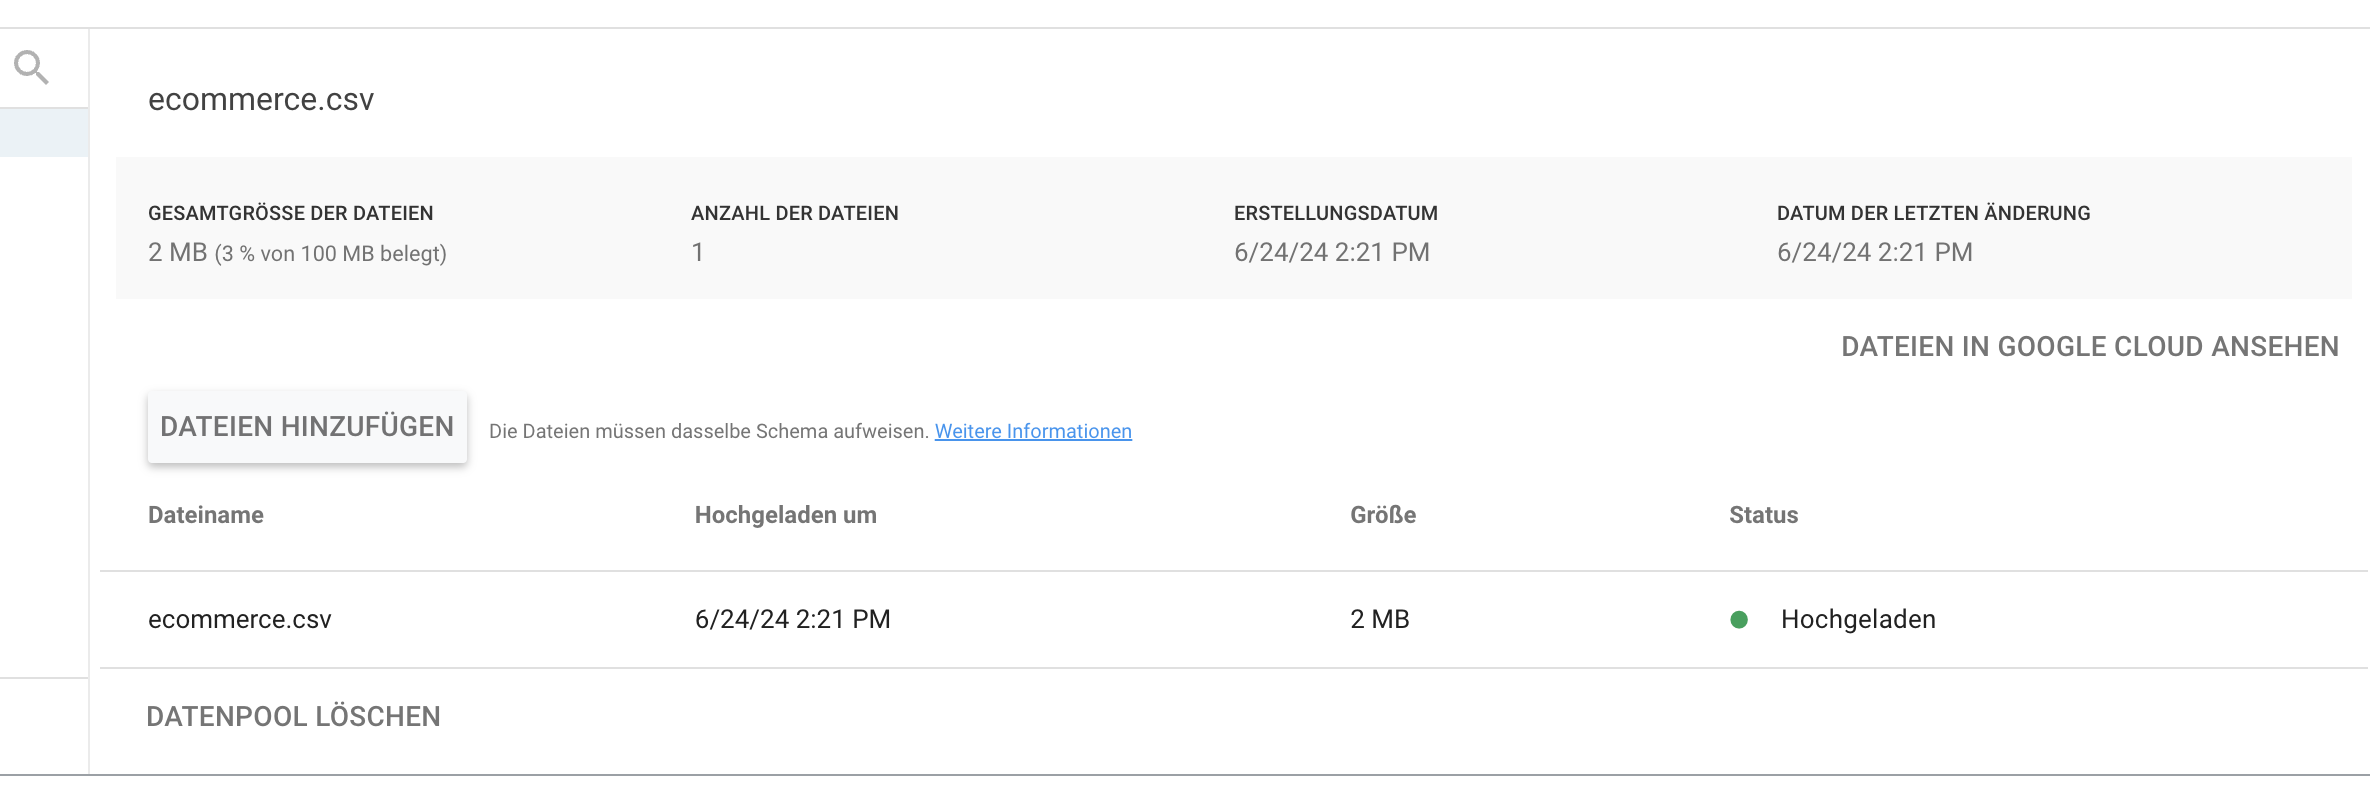 ecommerce.csv
GESAMTGRÖSSE DER DATEIEN
2 MB (3 % von 100 MB belegt)
ANZAHL DER DATEIEN
1
ERSTELLUNGSDATUM
6/24/24 2:21 PM
DATUM DER LETZTEN ÄNDERUNG
6/24/24 2:21 PM
DATEIEN IN GOOGLE CLOUD ANSEHEN
DATEIEN HINZUFÜGEN
Die Dateien müssen dasselbe Schema aufweisen. Weitere Informationen
Dateiname Hochgeladen um Größe Status
ecommerce.csv 6/24/24 2:21 PM 2 MB Hochgeladen
DATENPOOL LÖSCHEN